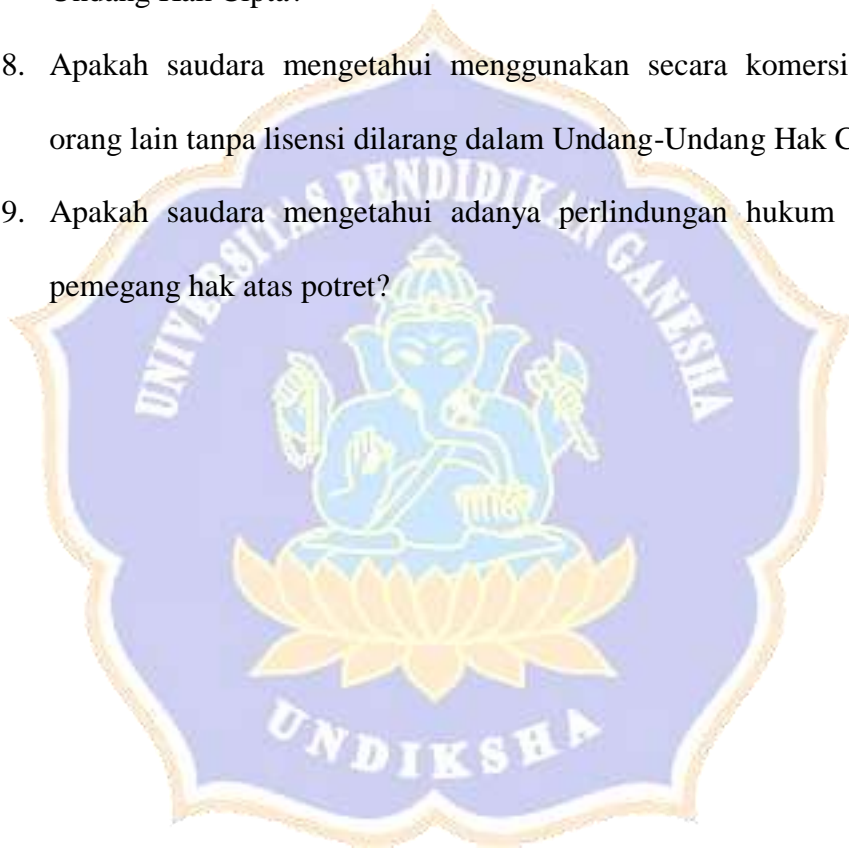 Undang Hak Cipta?
8. Apakah saudara mengetahui menggunakan secara komersi
orang lain tanpa lisensi dilarang dalam Undang-Undang Hak C
9. Apakah saudara mengetahui adanya perlindungan hukum
pemegang hak atas potret?
UNIVERSITAS PENDIDIKAN GANESHA
UNDIKSHA